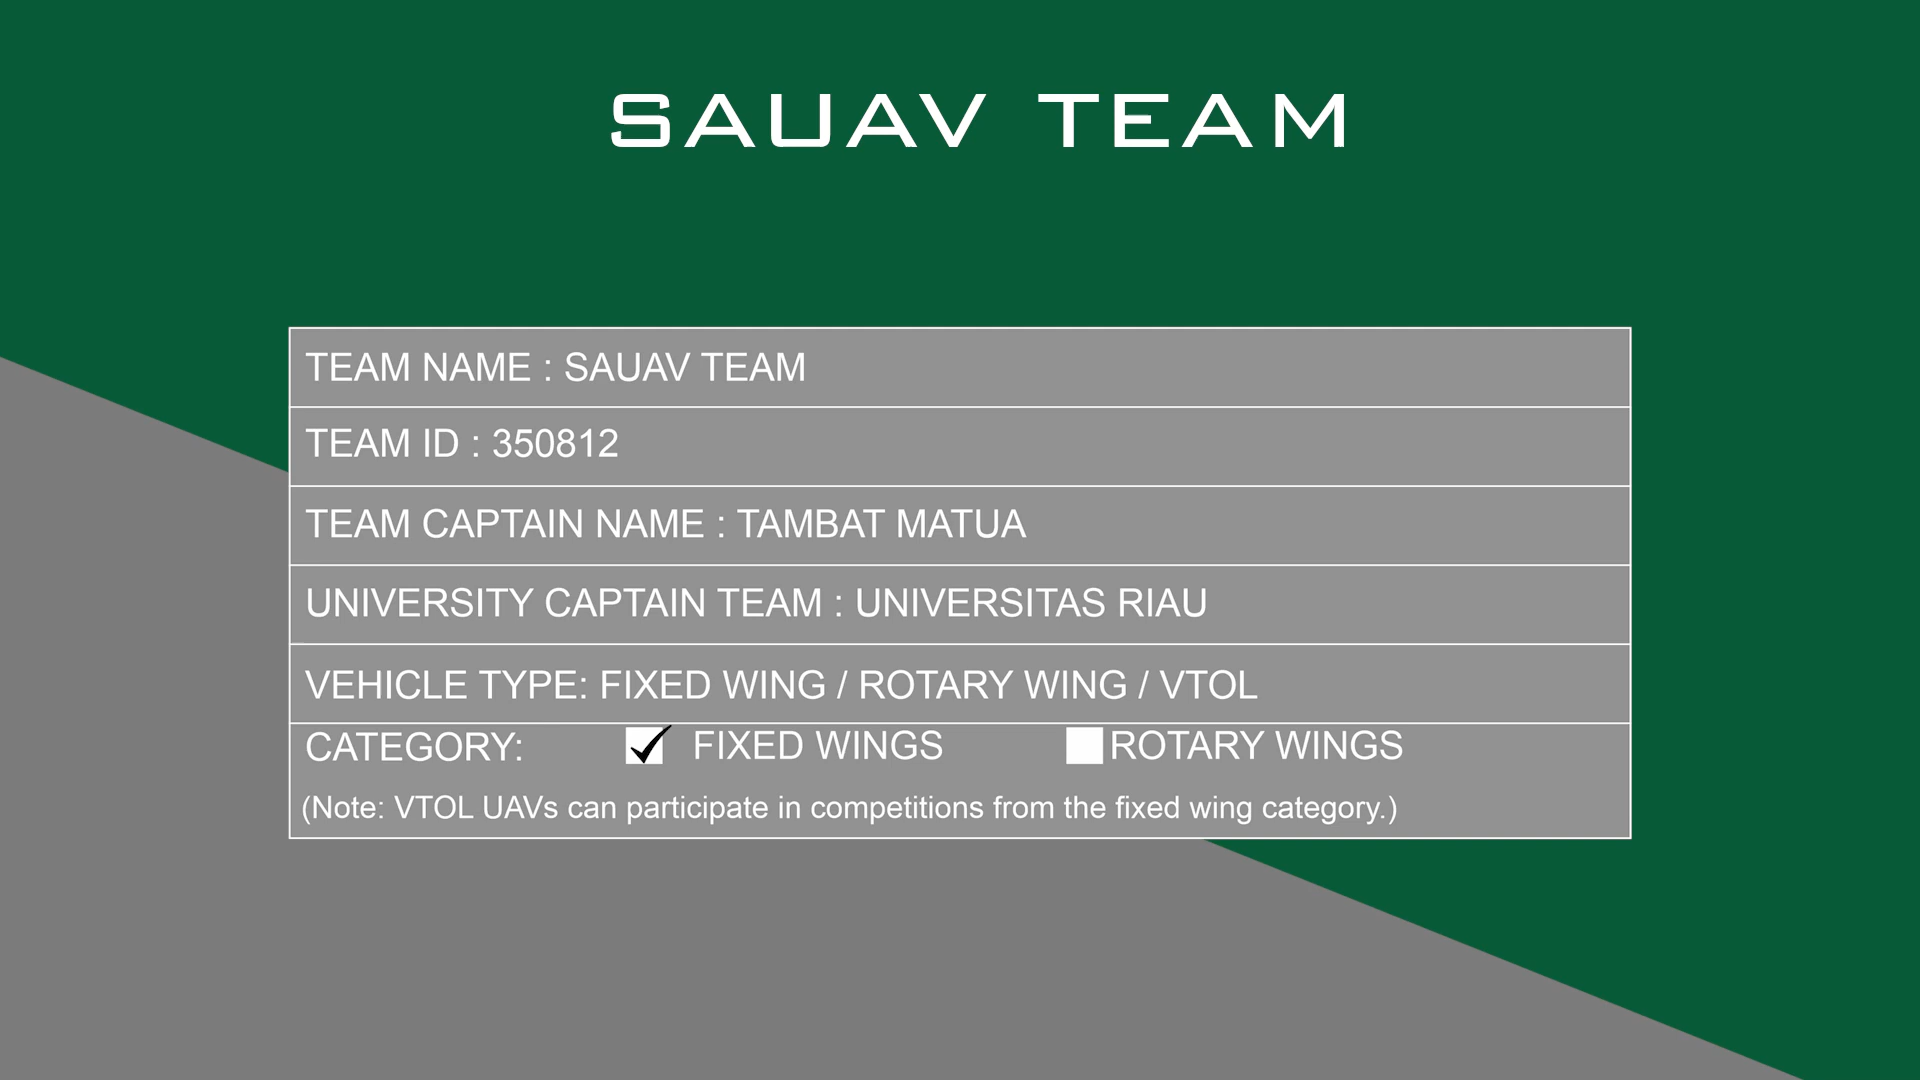 SAUAV TEAM
TEAM NAME : SAUAV TEAM
TEAM ID : 350812
TEAM CAPTAIN NAME : TAMBAT MATUA
UNIVERSITY CAPTAIN TEAM : UNIVERSITAS RIAU
VEHICLE TYPE: FIXED WING / ROTARY WING / VTOL
CATEGORY: FIXED WINGS ROTARY WINGS
(Note: VTOL UAVs can participate in competitions from the fixed wing category.)